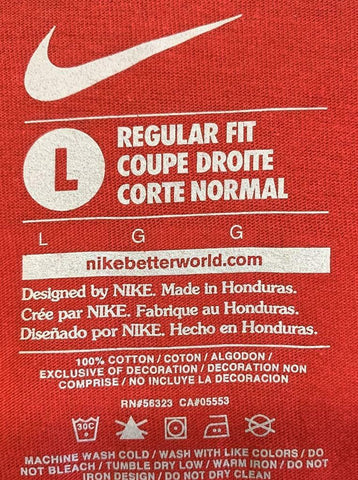 L
REGULAR FIT
COUPE DROITE
CORTE NORMAL
L G G
nikebetterworld.com
Designed by NIKE. Made in Honduras.
Crée par NIKE. Fabrique au Honduras.
Diseñado por NIKE. Hecho en Honduras.
100% COTTON / COTON / ALGODON /
EXCLUSIVE OF DECORATION / DECORATION NON
COMPRISE / NO INCLUYE LA DECORACION
RN#56323 CA#05553
30C
MACHINE WASH COLD / WASH WITH LIKE COLORS / DO
NOT BLEACH / TUMBLE DRY LOW / WARM IRON / DO
NOT IRON DECORATION / DO NOT DRY CLEAN